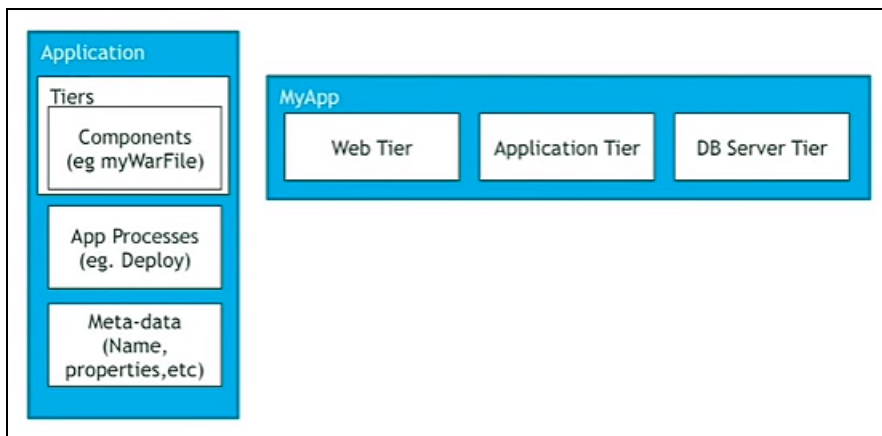 Application
Tiers
Components
(eg myWarFile)
App Processes
(eg. Deploy)
Meta-data
(Name,
properties,etc)
MyApp
Web Tier
Application Tier
DB Server Tier